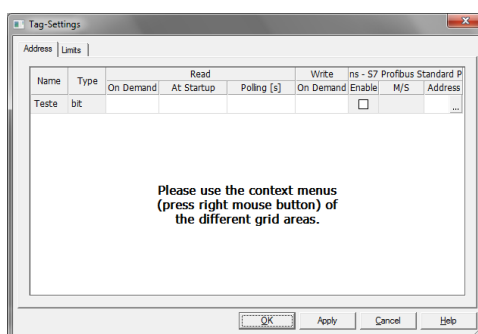 Tag-Settings
Address Limits
Read Write ns - S7 Profibus Standard P
Name Type On Demand At Startup Polling [s] On Demand Enable M/S Address
Teste bit ...
Please use the context menus
(press right mouse button) of
the different grid areas.
OK Apply Cancel Help